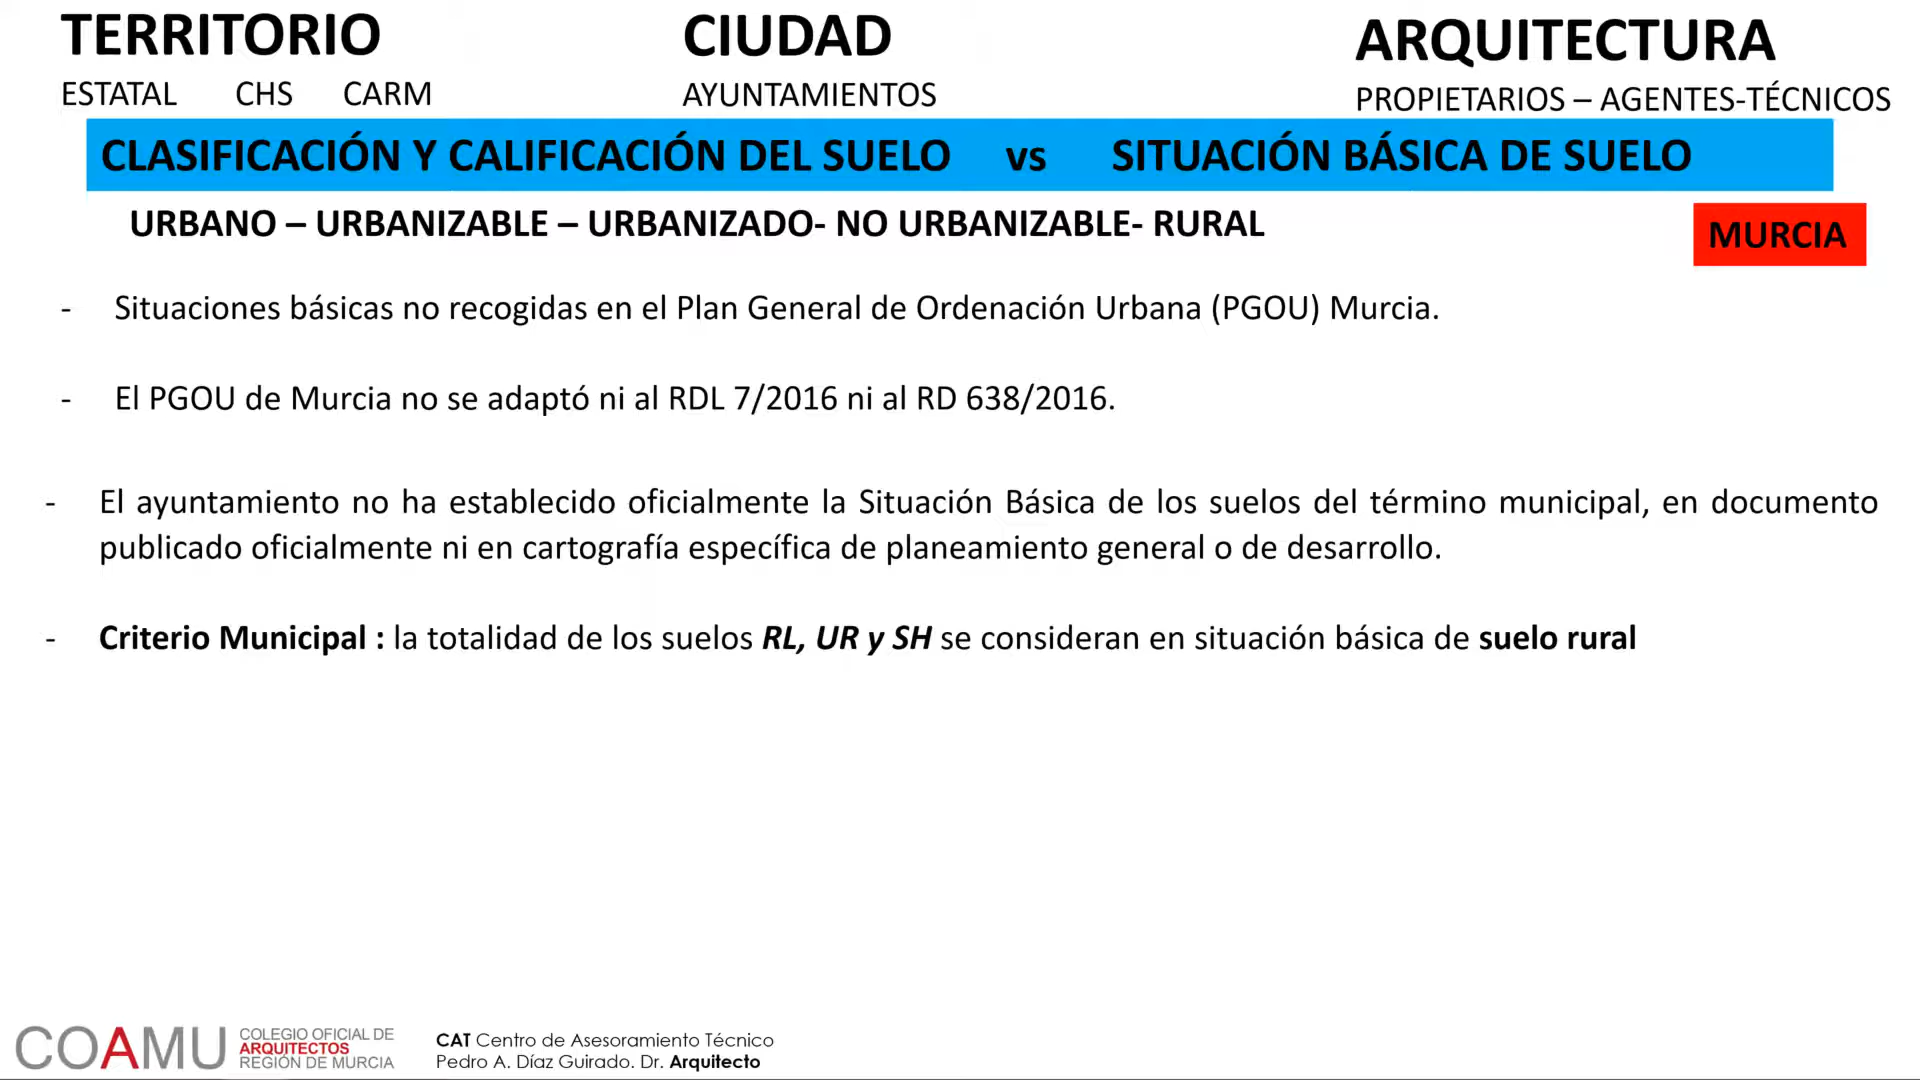 TERRITORIO
ESTATAL CHS CARM
CIUDAD
AYUNTAMIENTOS
ARQUITECTURA
PROPIETARIOS – AGENTES-TÉCNICOS
CLASIFICACIÓN Y CALIFICACIÓN DEL SUELO vs SITUACIÓN BÁSICA DE SUELO
URBANO – URBANIZABLE – URBANIZADO- NO URBANIZABLE- RURAL
MURCIA
- Situaciones básicas no recogidas en el Plan General de Ordenación Urbana (PGOU) Murcia.
- El PGOU de Murcia no se adaptó ni al RDL 7/2016 ni al RD 638/2016.
- El ayuntamiento no ha establecido oficialmente la Situación Básica de los suelos del término municipal, en documento
publicado oficialmente ni en cartografía específica de planeamiento general o de desarrollo.
- Criterio Municipal : la totalidad de los suelos RL, UR y SH se consideran en situación básica de suelo rural
COAMU
COLEGIO OFICIAL DE
ARQUITECTOS
REGIÓN DE MURCIA
CAT Centro de Asesoramiento Técnico
Pedro A. Díaz Guirado. Dr. Arquitecto